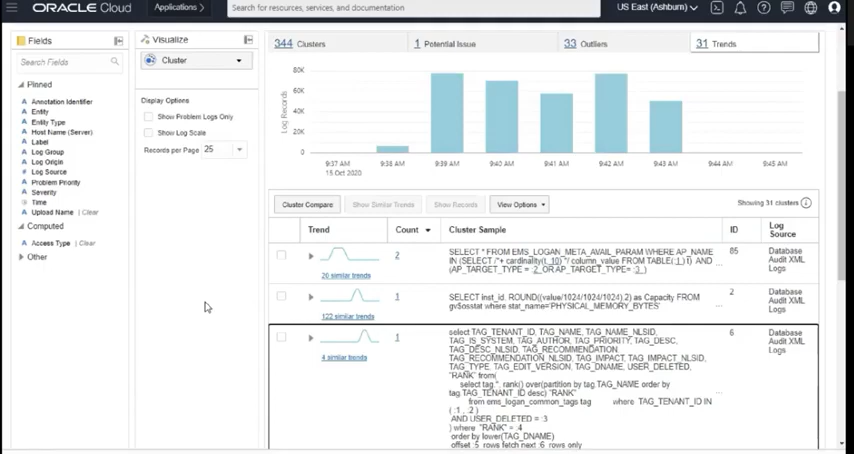 ORACLE Cloud
Applications >
Search for resources, services, and documentation
US East (Ashburn)
Fields
Search Fields
Pinned
Annotation Identifier
Entity
Entity Type
Host Name (Server)
Label
Log Group
Log Origin
Log Source
Problem Priority
Severity
Time
Upload Name | Clear
Computed
Access Type | Clear
Other
Visualize
Cluster
Display Options
Show Problem Logs Only
Show Log Scale
Records per Page 25
344 Clusters
1 Potential Issue
33 Outliers
31 Trends
Log Records
80K
60K
40K
20K
0
9:37 AM 9:38 AM 9:39 AM 9:40 AM 9:41 AM 9:42 AM 9:43 AM 9:44 AM 9:45 AM
15 Oct 2020
Cluster Compare
Show Similar Trends
Show Records
View Options
Showing 31 clusters
Trend Count Cluster Sample ID Log Source
20 similar trends
2
SELECT * FROM EMS_LOGAN_META_AVAIL_PARAM WHERE AP_NAME
IN (SELECT /*+ cardinality(t, 10) */ column_value FROM TABLE(:1) t) AND
(AP_TARGET_TYPE = :2 OR AP_TARGET_TYPE= :3 )
...
85
Database
Audit XML
Logs
122 similar trends
1
SELECT inst_id, ROUND((value/1024/1024/1024),2) as Capacity FROM
gv$osstat where stat_name='PHYSICAL_MEMORY_BYTES'
...
2
Database
Audit XML
Logs
4 similar trends
1
select TAG_TENANT_ID, TAG_NAME, TAG_NAME_NLSID,
TAG_IS_SYSTEM, TAG_AUTHOR, TAG_PRIORITY, TAG_DESC,
TAG_DESC_NLSID, TAG_RECOMMENDATION,
TAG_RECOMMENDATION_NLSID, TAG_IMPACT, TAG_IMPACT_NLSID,
TAG_TYPE, TAG_EDIT_VERSION, TAG_DNAME, USER_DELETED,
"RANK" from(
select tag.*, rank() over(partition by tag.TAG_NAME order by
tag.TAG_TENANT_ID desc) "RANK"
from ems_logan_common_tags tag where TAG_TENANT_ID IN
( :1 , :2 )
AND USER_DELETED = :3
) where "RANK" = :4
order by lower(TAG_DNAME)
offset :5 rows fetch next :6 rows only
...
6
Database
Audit XML
Logs